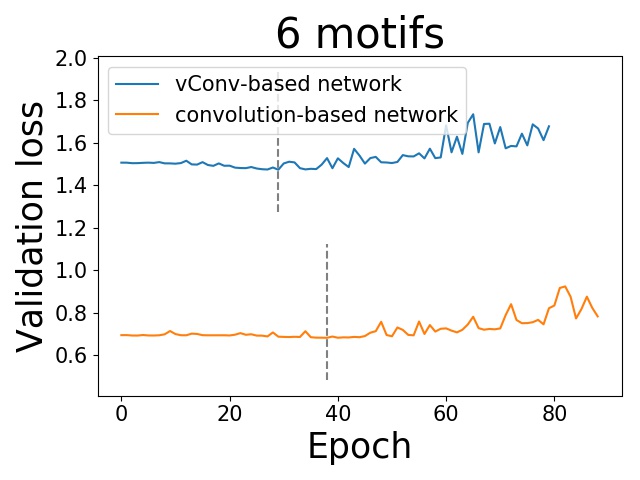 6 motifs
vConv-based network
convolution-based network
Validation loss
2.0
1.8
1.6
1.4
1.2
1.0
0.8
0.6
0 20 40 60 80
Epoch